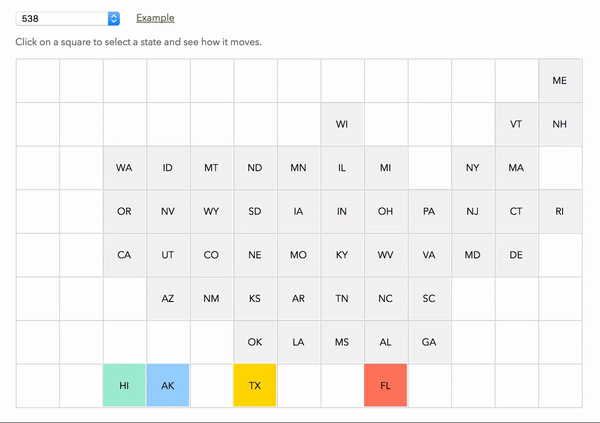 538 Example
Click on a square to select a state and see how it moves.
ME
WI VT NH
WA ID MT ND MN IL MI NY MA
OR NV WY SD IA IN OH PA NJ CT RI
CA UT CO NE MO KY WV VA MD DE
AZ NM KS AR TN NC SC
OK LA MS AL GA
HI AK TX FL